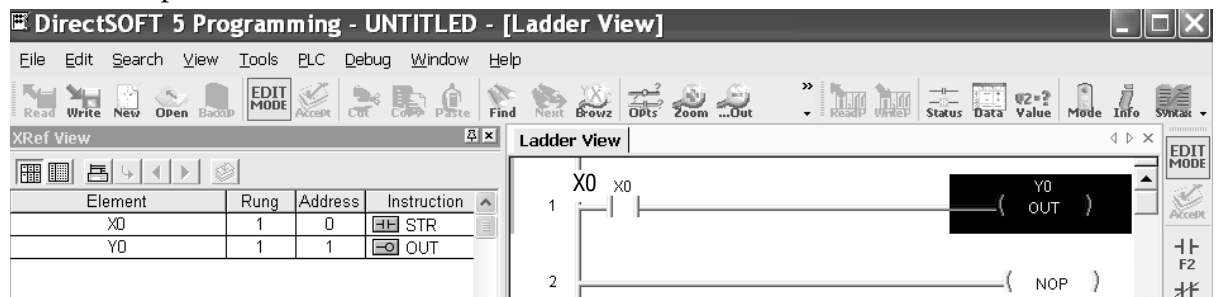 DirectSOFT 5 Programming - UNTITLED - [Ladder View]
File Edit Search View Tools PLC Debug Window Help
Read Write New Open Backup EDIT MODE Accept Cut Copy Paste Find Next Browz Opts Zoom ...Out » ReadP WriteP Status Data Value Mode Info Syntax
XRef View
Ladder View
EDIT MODE
Accept
F2
Element Rung Address Instruction
X0 1 0 STR
Y0 1 1 OUT
X0 X0 Y0
1 OUT
2 NOP